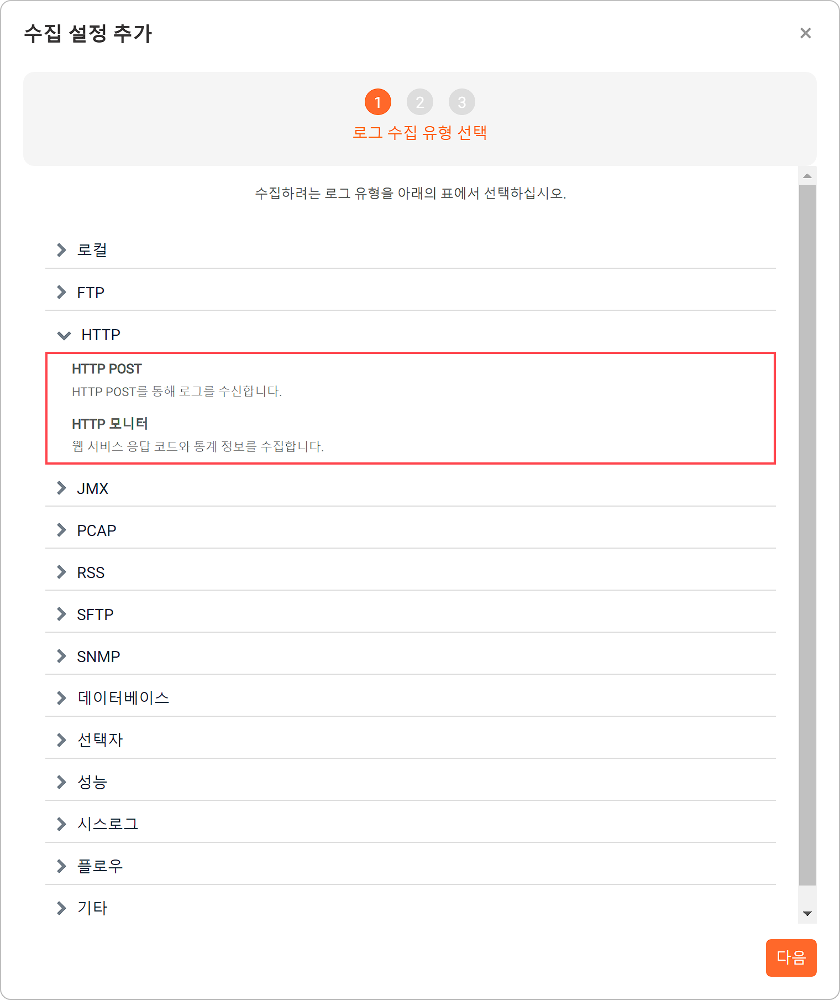 수집 설정 추가
1 2 3
로그 수집 유형 선택
수집하려는 로그 유형을 아래의 표에서 선택하십시오.
로컬
FTP
HTTP
HTTP POST
HTTP POST를 통해 로그를 수신합니다.
HTTP 모니터
웹 서비스 응답 코드와 통계 정보를 수집합니다.
JMX
PCAP
RSS
SFTP
SNMP
데이터베이스
선택자
성능
시스로그
플로우
기타
다음